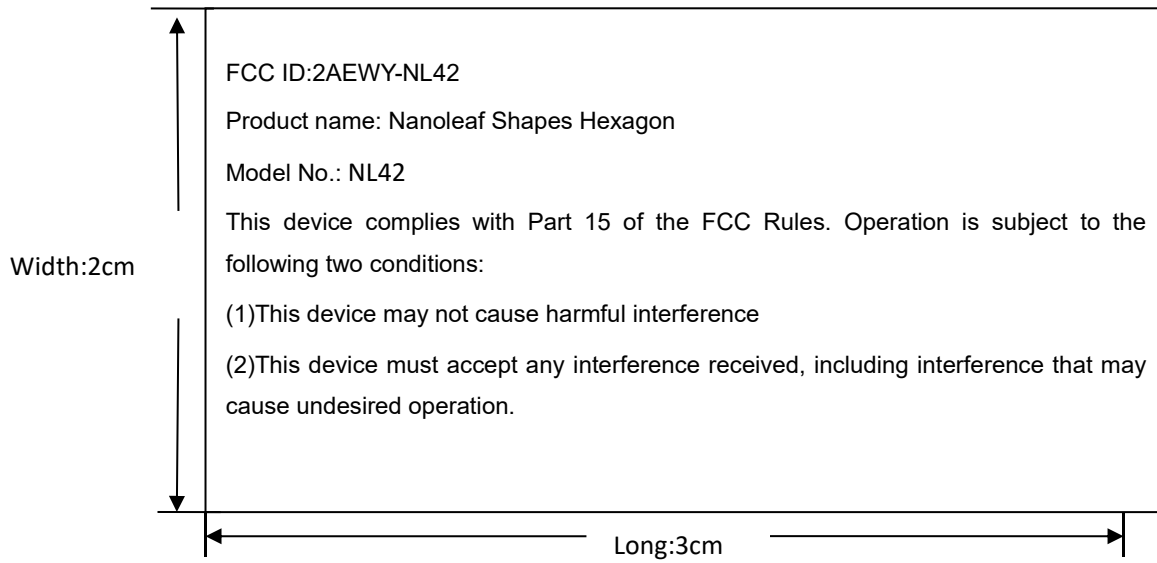 FCC ID:2AEWY-NL42
Product name: Nanoleaf Shapes Hexagon
Model No.: NL42
This device complies with Part 15 of the FCC Rules. Operation is subject to the
following two conditions:
Width:2cm
(1)This device may not cause harmful interference
(2)This device must accept any interference received, including interference that may
cause undesired operation.
Long:3cm